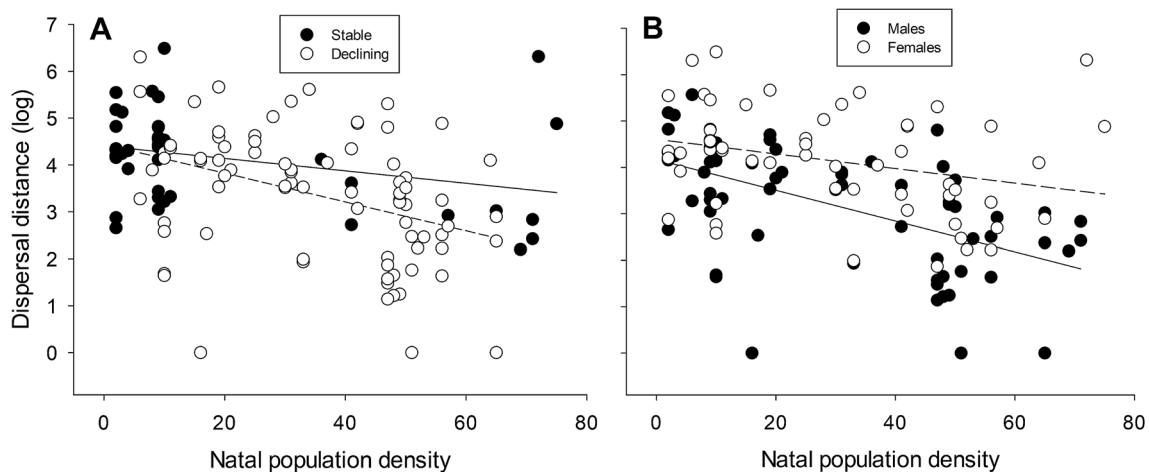 A
Stable
Declining
Dispersal distance (log)
7
6
5
4
3
2
1
0
0 20 40 60 80
Natal population density
B
Males
Females
0 20 40 60 80
Natal population density